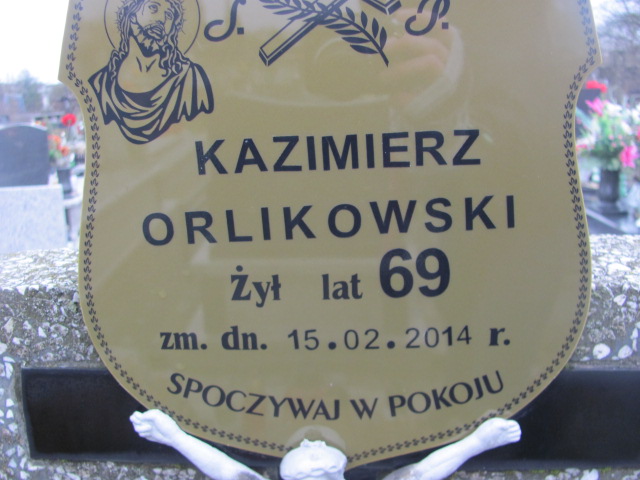 Ś. P.
KAZIMIERZ
ORLIKOWSKI
Żył lat 69
zm. dn. 15.02.2014 r.
SPOCZYWAJ W POKOJU